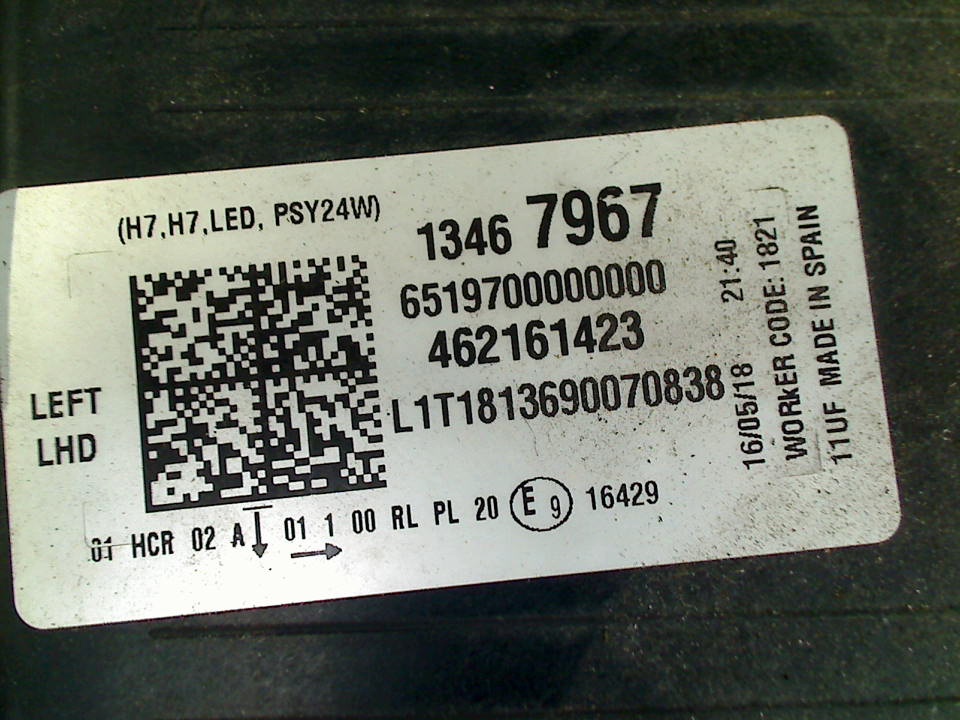 (H7,H7,LED, PSY24W)
1346 7967
6519700000000
462161423
L1T1813690070838
LEFT
LHD
01 HCR 02 A 01 1 00 RL PL 20 E 9 16429
16/05/18 21:40
WORKER CODE:1821
11UF MADE IN SPAIN